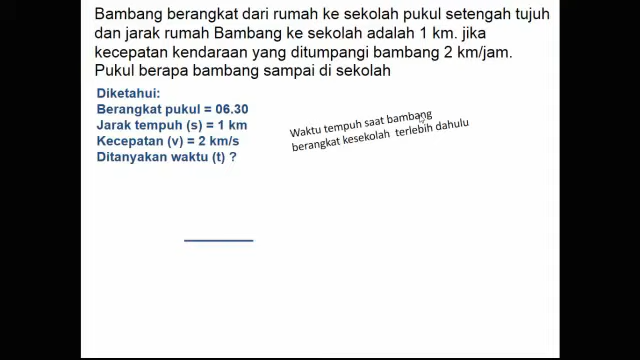 Bambang berangkat dari rumah ke sekolah pukul setengah tujuh
dan jarak rumah Bambang ke sekolah adalah 1 km. jika
kecepatan kendaraan yang ditumpangi bambang 2 km/jam.
Pukul berapa bambang sampai di sekolah
Diketahui:
Berangkat pukul = 06.30
Jarak tempuh (s) = 1 km
Kecepatan (v) = 2 km/s
Ditanyakan waktu (t) ?
Waktu tempuh saat bambang
berangkat kesekolah terlebih dahulu